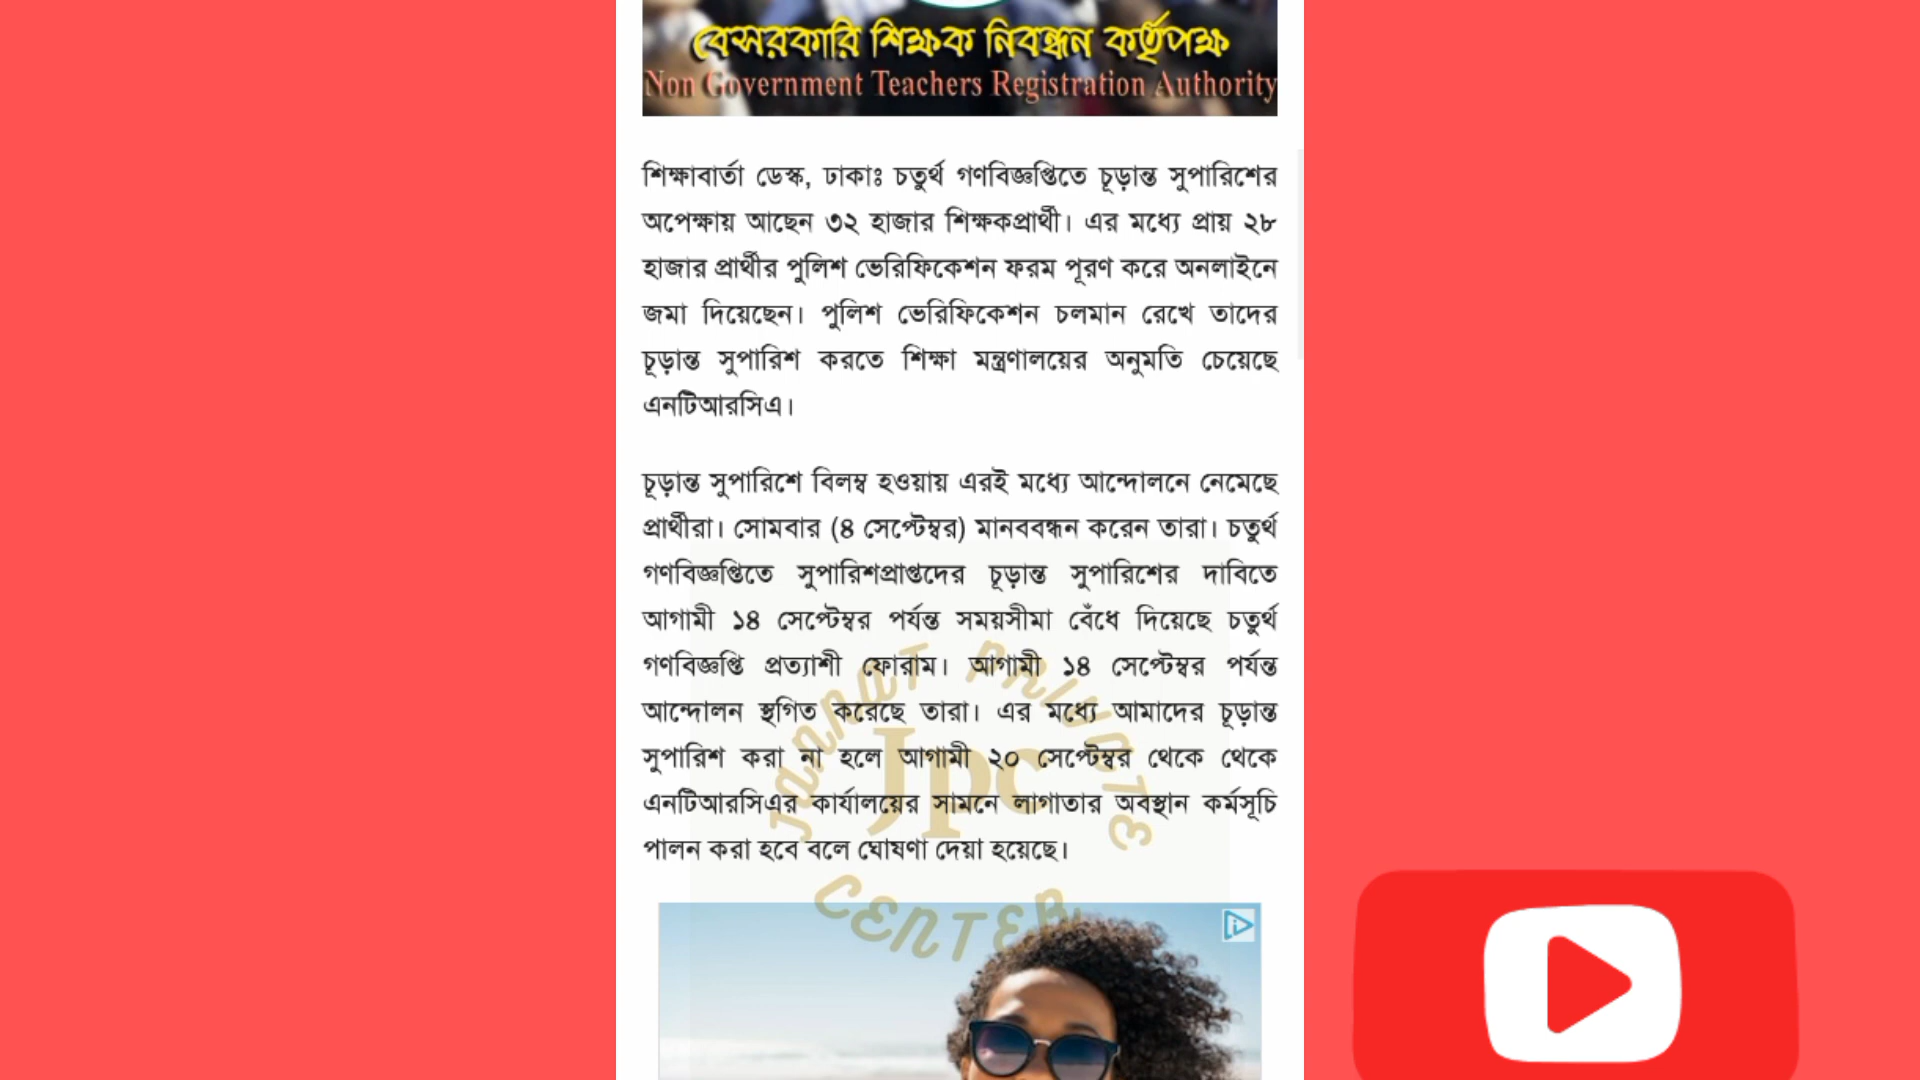 বেসরকারি শিক্ষক নিবন্ধন কর্তৃপক্ষ
Non Government Teachers Registration Authority
শিক্ষাবার্তা ডেস্ক, ঢাকাঃ চতুর্থ গণবিজ্ঞপ্তিতে চূড়ান্ত সুপারিশের
অপেক্ষায় আছেন ৩২ হাজার শিক্ষকপ্রার্থী। এর মধ্যে প্রায় ২৮
হাজার প্রার্থীর পুলিশ ভেরিফিকেশন ফরম পূরণ করে অনলাইনে
জমা দিয়েছেন। পুলিশ ভেরিফিকেশন চলমান রেখে তাদের
চূড়ান্ত সুপারিশ করতে শিক্ষা মন্ত্রণালয়ের অনুমতি চেয়েছে
এনটিআরসিএ।
চূড়ান্ত সুপারিশে বিলম্ব হওয়ায় এরই মধ্যে আন্দোলনে নেমেছে
প্রার্থীরা। সোমবার (৪ সেপ্টেম্বর) মানববন্ধন করেন তারা। চতুর্থ
গণবিজ্ঞপ্তিতে সুপারিশপ্রাপ্তদের চূড়ান্ত সুপারিশের দাবিতে
আগামী ১৪ সেপ্টেম্বর পর্যন্ত সময়সীমা বেঁধে দিয়েছে চতুর্থ
গণবিজ্ঞপ্তি প্রত্যাশী ফোরাম। আগামী ১৪ সেপ্টেম্বর পর্যন্ত
আন্দোলন স্থগিত করেছে তারা। এর মধ্যে আমাদের চূড়ান্ত
সুপারিশ করা না হলে আগামী ২০ সেপ্টেম্বর থেকে থেকে
এনটিআরসিএর কার্যালয়ের সামনে লাগাতার অবস্থান কর্মসূচি
পালন করা হবে বলে ঘোষণা দেয়া হয়েছে।
JANNAT PRIVATE
Jpc
CENTER